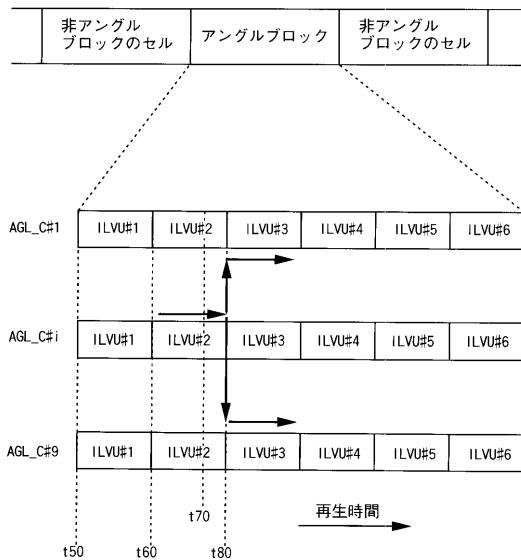 非アングル
ブロックのセル
アングルブロック
非アングル
ブロックのセル
AGL_C#1 ILVU#1 ILVU#2 ILVU#3 ILVU#4 ILVU#5 ILVU#6
AGL_C#i ILVU#1 ILVU#2 ILVU#3 ILVU#4 ILVU#5 ILVU#6
AGL_C#9 ILVU#1 ILVU#2 ILVU#3 ILVU#4 ILVU#5 ILVU#6
t70
再生時間
t50 t60 t80